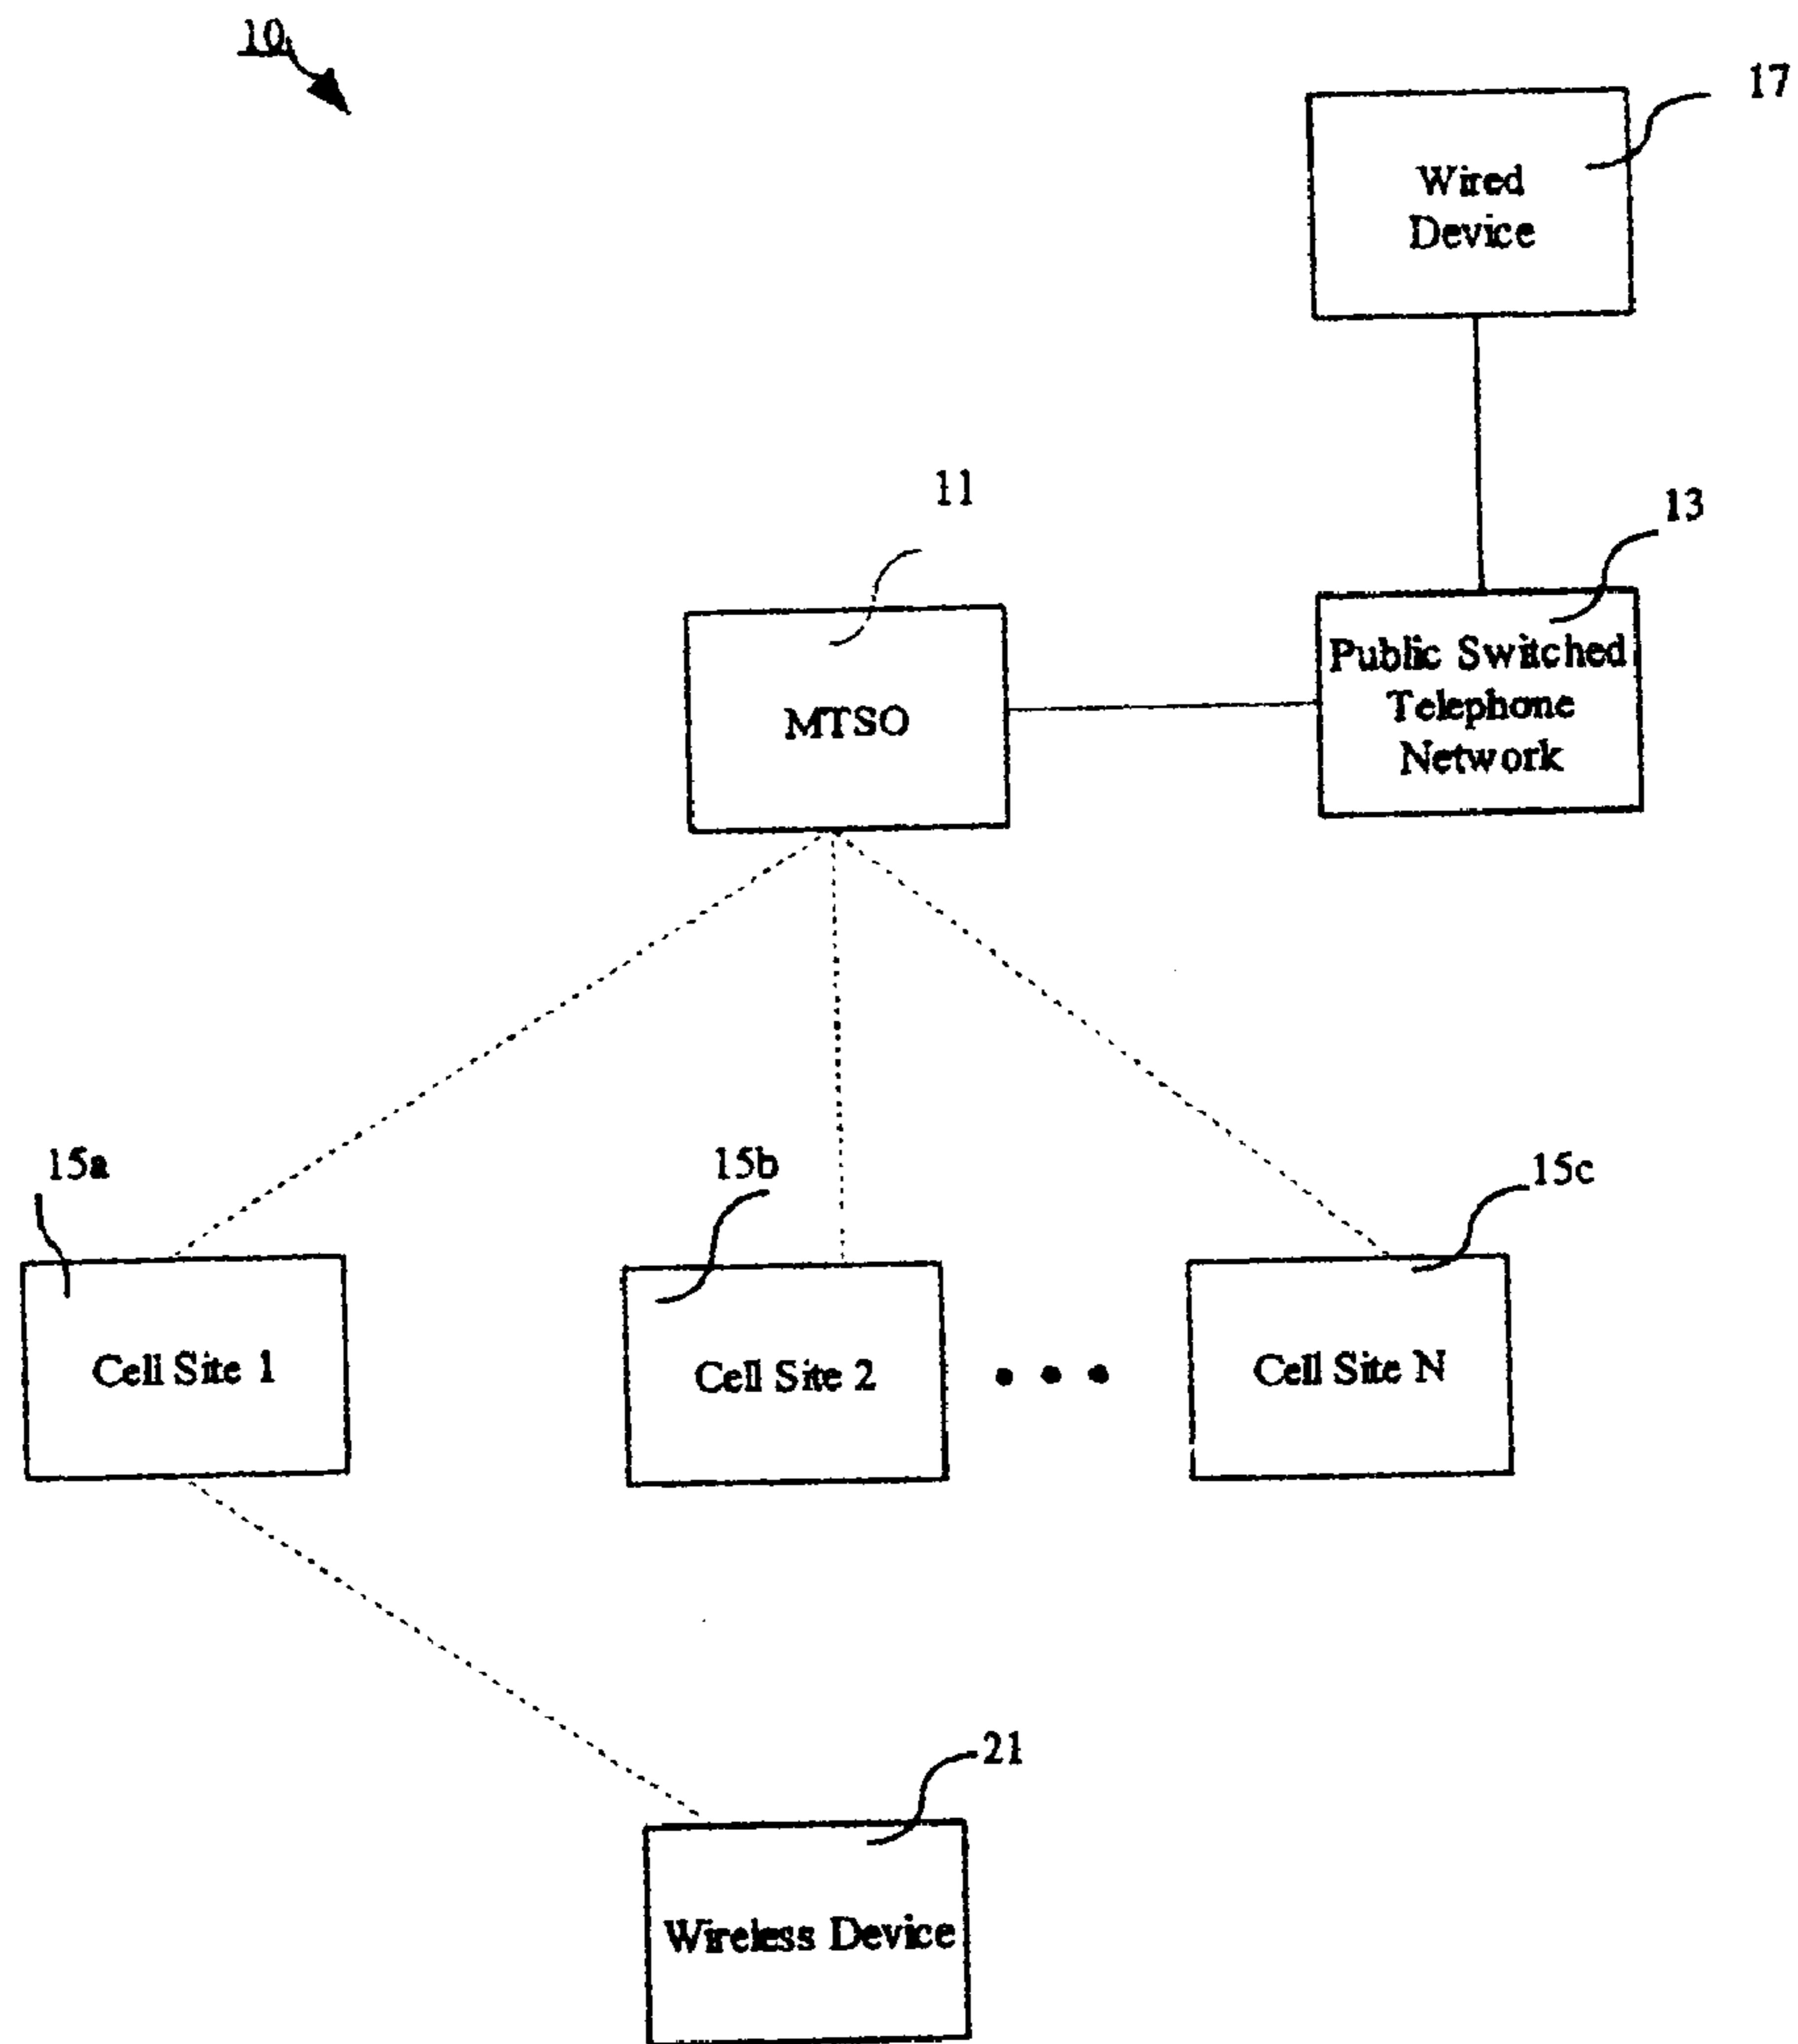 10
17
Wired
Device
11
13
Public Switched
Telephone
Network
MTSO
15a
15b
15c
Cell Site 1
Cell Site 2
Cell Site N
21
Wireless Device